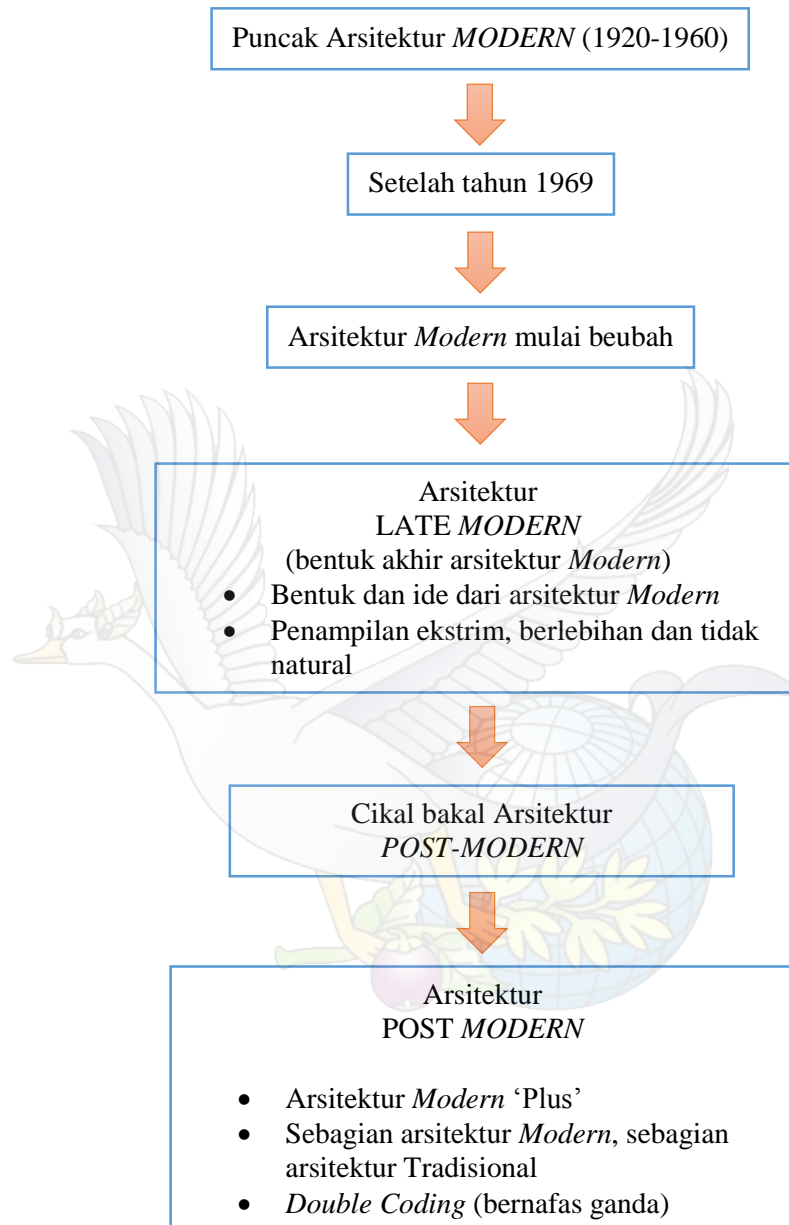 Puncak Arsitektur MODERN (1920-1960)
Setelah tahun 1969
Arsitektur Modern mulai beubah
Arsitektur
LATE MODERN
(bentuk akhir arsitektur Modern)
• Bentuk dan ide dari arsitektur Modern
• Penampilan ekstrim, berlebihan dan tidak
natural
Cikal bakal Arsitektur
POST-MODERN
Arsitektur
POST MODERN
• Arsitektur Modern ‘Plus’
• Sebagian arsitektur Modern, sebagian
arsitektur Tradisional
• Double Coding (bernafas ganda)